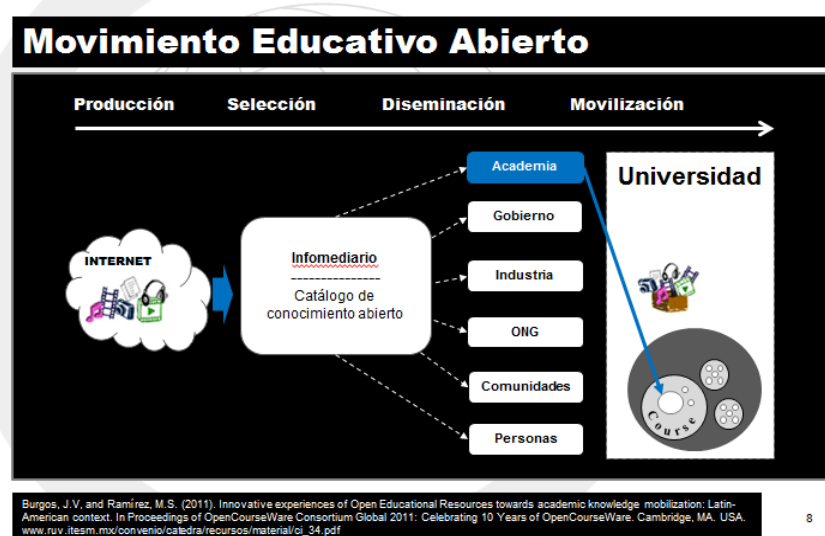 Movimiento Educativo Abierto
Producción Selección Diseminación Movilización
INTERNET
Infomediario
---------------
Catálogo de
conocimiento abierto
Academia
Gobierno
Industria
ONG
Comunidades
Personas
Universidad
Course
Burgos, J.V, and Ramírez, M.S. (2011). Innovative experiences of Open Educational Resources towards academic knowledge mobilization: Latin-
American context. In Proceedings of OpenCourseWare Consortium Global 2011: Celebrating 10 Years of OpenCourseWare. Cambridge, MA. USA.
www.ruv.itesm.mx/convenio/catedra/recursos/material/ci_34.pdf
8